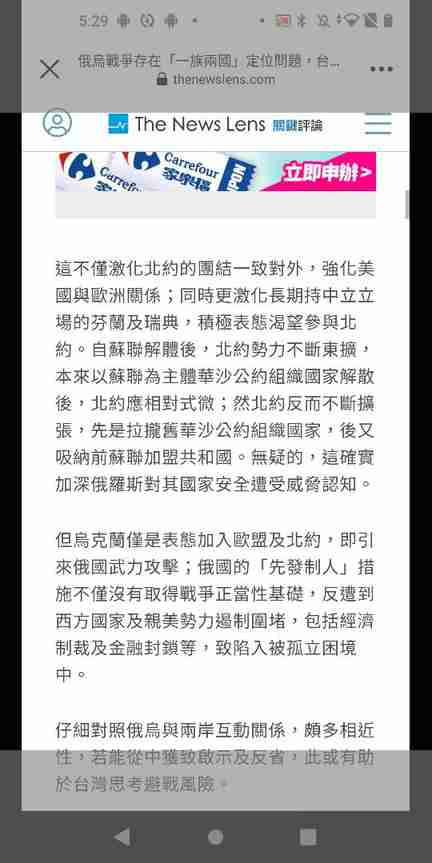 5:29
俄烏戰爭存在「一族兩國」定位問題，台...
thenewslens.com
The News Lens 關鍵評論
Carrefour
家樂福
Carrefour
家樂福
立即申辦>
這不僅激化北約的團結一致對外，強化美
國與歐洲關係；同時更激化長期持中立立
場的芬蘭及瑞典，積極表態渴望參與北
約。自蘇聯解體後，北約勢力不斷東擴，
本來以蘇聯為主體華沙公約組織國家解散
後，北約應相對式微；然北約反而不斷擴
張，先是拉攏舊華沙公約組織國家，後又
吸納前蘇聯加盟共和國。無疑的，這確實
加深俄羅斯對其國家安全遭受威脅認知。
但烏克蘭僅是表態加入歐盟及北約，即引
來俄國武力攻擊；俄國的「先發制人」措
施不僅沒有取得戰爭正當性基礎，反遭到
西方國家及親美勢力遏制圍堵，包括經濟
制裁及金融封鎖等，致陷入被孤立困境
中。
仔細對照俄烏與兩岸互動關係，頗多相近
性，若能從中獲致啟示及反省，此或有助
於台灣思考避戰風險。